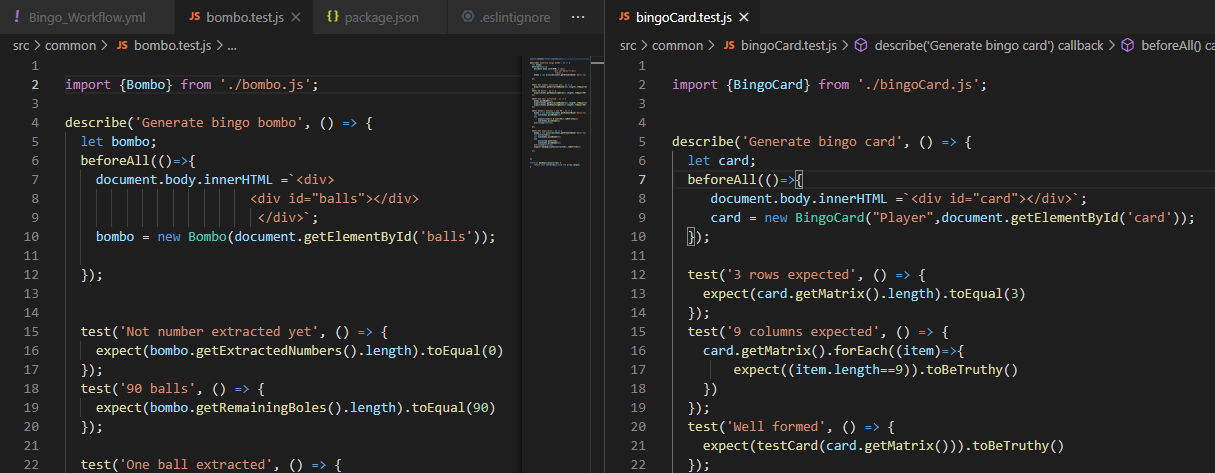 ! Bingo_Workflow.yml
JS bombo.test.js ×
{} package.json
.eslintignore
...
src > common > JS bombo.test.js > ...
1
2 import {Bombo} from './bombo.js';
3
4 describe('Generate bingo bombo', () => {
5 let bombo;
6 beforeAll(()=>{
7 document.body.innerHTML =`<div>
8 <div id="balls"></div>
9 </div>`;
10 bombo = new Bombo(document.getElementById('balls'));
11
12 });
13
14
15 test('Not number extracted yet', () => {
16 expect(bombo.getExtractedNumbers().length).toEqual(0)
17 });
18 test('90 balls', () => {
19 expect(bombo.getRemainingBoles().length).toEqual(90)
20 });
21
22 test('One ball extracted', () => {
JS bingoCard.test.js ×
src > common > JS bingoCard.test.js > describe('Generate bingo card') callback > beforeAll() ca
1
2 import {BingoCard} from './bingoCard.js';
3
4
5 describe('Generate bingo card', () => {
6 let card;
7 beforeAll(()=>{
8 document.body.innerHTML =`<div id="card"></div>`;
9 card = new BingoCard("Player",document.getElementById('card'));
10 });
11
12 test('3 rows expected', () => {
13 expect(card.getMatrix().length).toEqual(3)
14 });
15 test('9 columns expected', () => {
16 card.getMatrix().forEach((item)=>{
17 expect((item.length==9)).toBeTruthy()
18 })
19 });
20 test('Well formed', () => {
21 expect(testCard(card.getMatrix())).toBeTruthy()
22 });